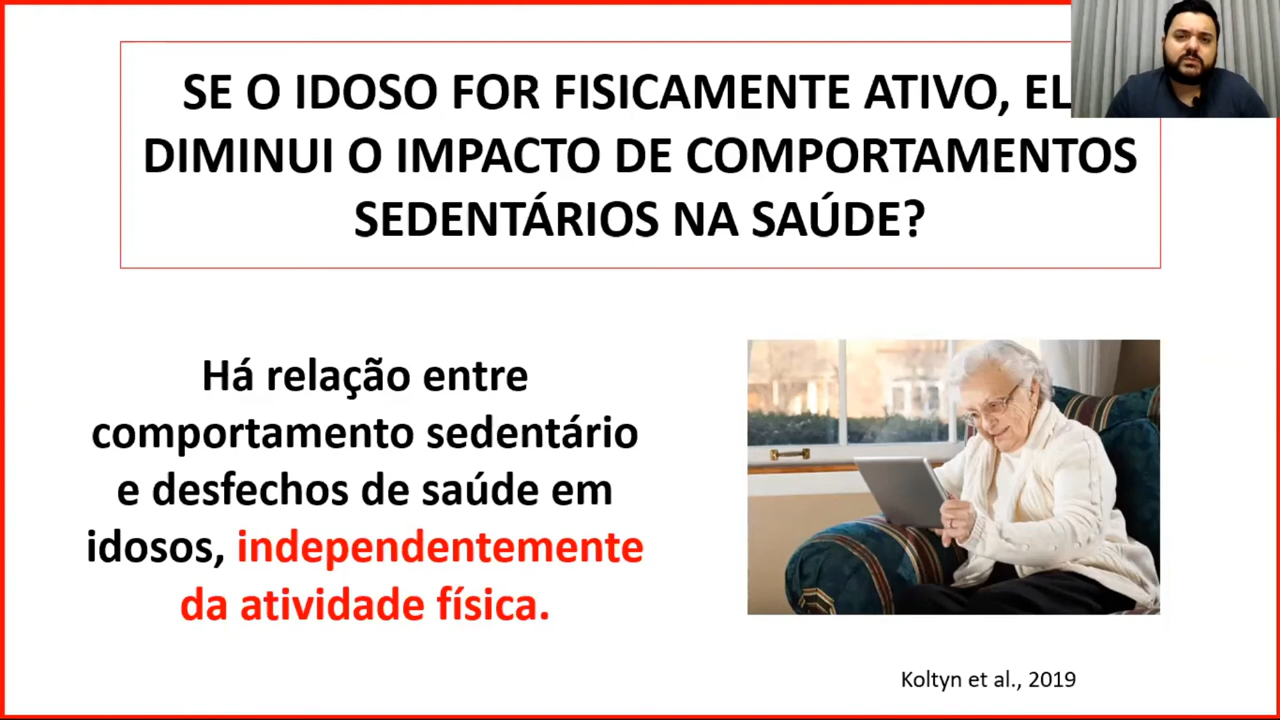 SE O IDOSO FOR FISICAMENTE ATIVO, EL
DIMINUI O IMPACTO DE COMPORTAMENTOS
SEDENTÁRIOS NA SAÚDE?
Há relação entre
comportamento sedentário
e desfechos de saúde em
idosos, independentemente
da atividade física.
Koltyn et al., 2019